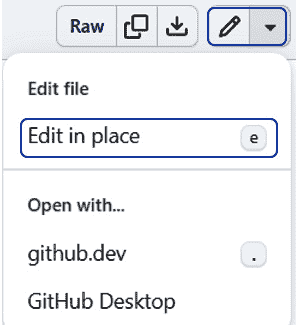 Raw
Edit file
Edit in place e
Open with...
github.dev .
GitHub Desktop